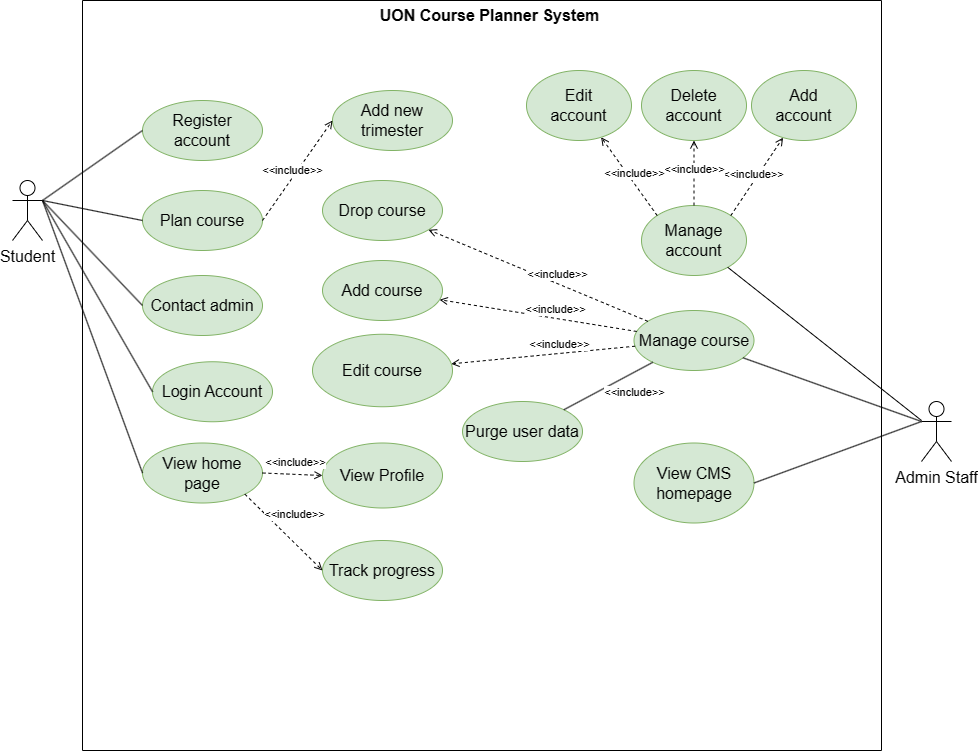 UON Course Planner System
Register
account
Add new
trimester
Edit
account
Delete
account
Add
account
<<include>>
<<include>>
<<include>>
<<include>>
Student
Plan course
Drop course
Manage
account
<<include>>
Contact admin
Add course
<<include>>
Manage course
<<include>>
Edit course
Login Account
<<include>>
Purge user data
View home
page
<<include>>
View Profile
View CMS
homepage
Admin Staff
<<include>>
Track progress